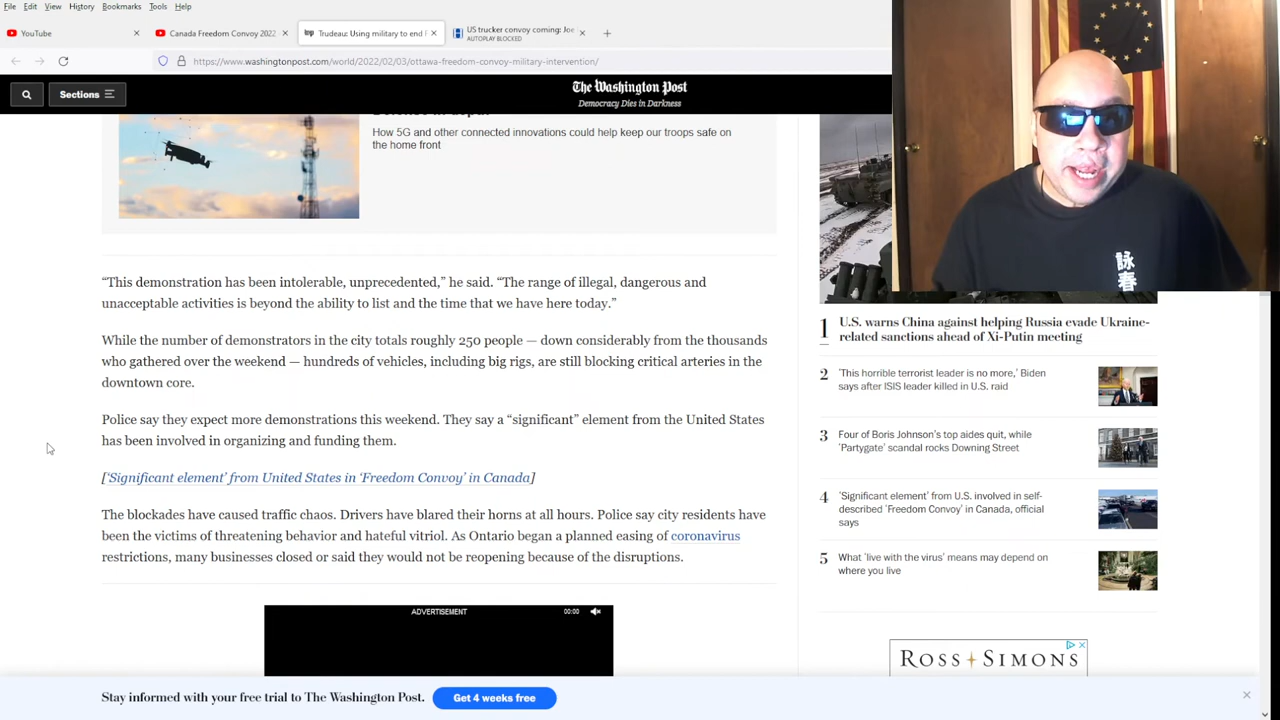 File Edit View History Bookmarks Tools Help
YouTube
Canada Freedom Convoy 2022
Trudeau: Using military to end
US trucker convoy coming: Joe
AUTOPLAY BLOCKED
https://www.washingtonpost.com/world/2022/02/03/ottawa-freedom-convoy-military-intervention/
Sections
The Washington Post
Democracy Dies in Darkness
How 5G and other connected innovations could help keep our troops safe on
the home front
“This demonstration has been intolerable, unprecedented,” he said. “The range of illegal, dangerous and
unacceptable activities is beyond the ability to list and the time that we have here today.”
While the number of demonstrators in the city totals roughly 250 people — down considerably from the thousands
who gathered over the weekend — hundreds of vehicles, including big rigs, are still blocking critical arteries in the
downtown core.
Police say they expect more demonstrations this weekend. They say a “significant” element from the United States
has been involved in organizing and funding them.
[‘Significant element’ from United States in ‘Freedom Convoy’ in Canada]
The blockades have caused traffic chaos. Drivers have blared their horns at all hours. Police say city residents have
been the victims of threatening behavior and hateful vitriol. As Ontario began a planned easing of coronavirus
restrictions, many businesses closed or said they would not be reopening because of the disruptions.
ADVERTISEMENT
00:00
詠春
1 U.S. warns China against helping Russia evade Ukraine-
related sanctions ahead of Xi-Putin meeting
2 ‘This horrible terrorist leader is no more,’ Biden
says after ISIS leader killed in U.S. raid
3 Four of Boris Johnson’s top aides quit, while
‘Partygate’ scandal rocks Downing Street
4 ‘Significant element’ from U.S. involved in self-
described ‘Freedom Convoy’ in Canada, official
says
5 What ‘live with the virus’ means may depend on
where you live
ROSS SIMONS
Stay informed with your free trial to The Washington Post. Get 4 weeks free